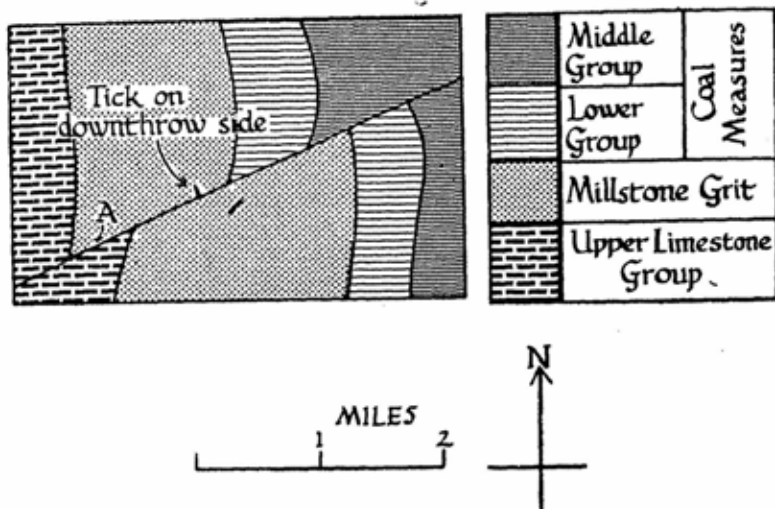 Tick on
downthrow side
A
Middle
Group
Lower
Group
Coal
Measures
Millstone Grit
Upper Limestone
Group
MILES
1 2
N